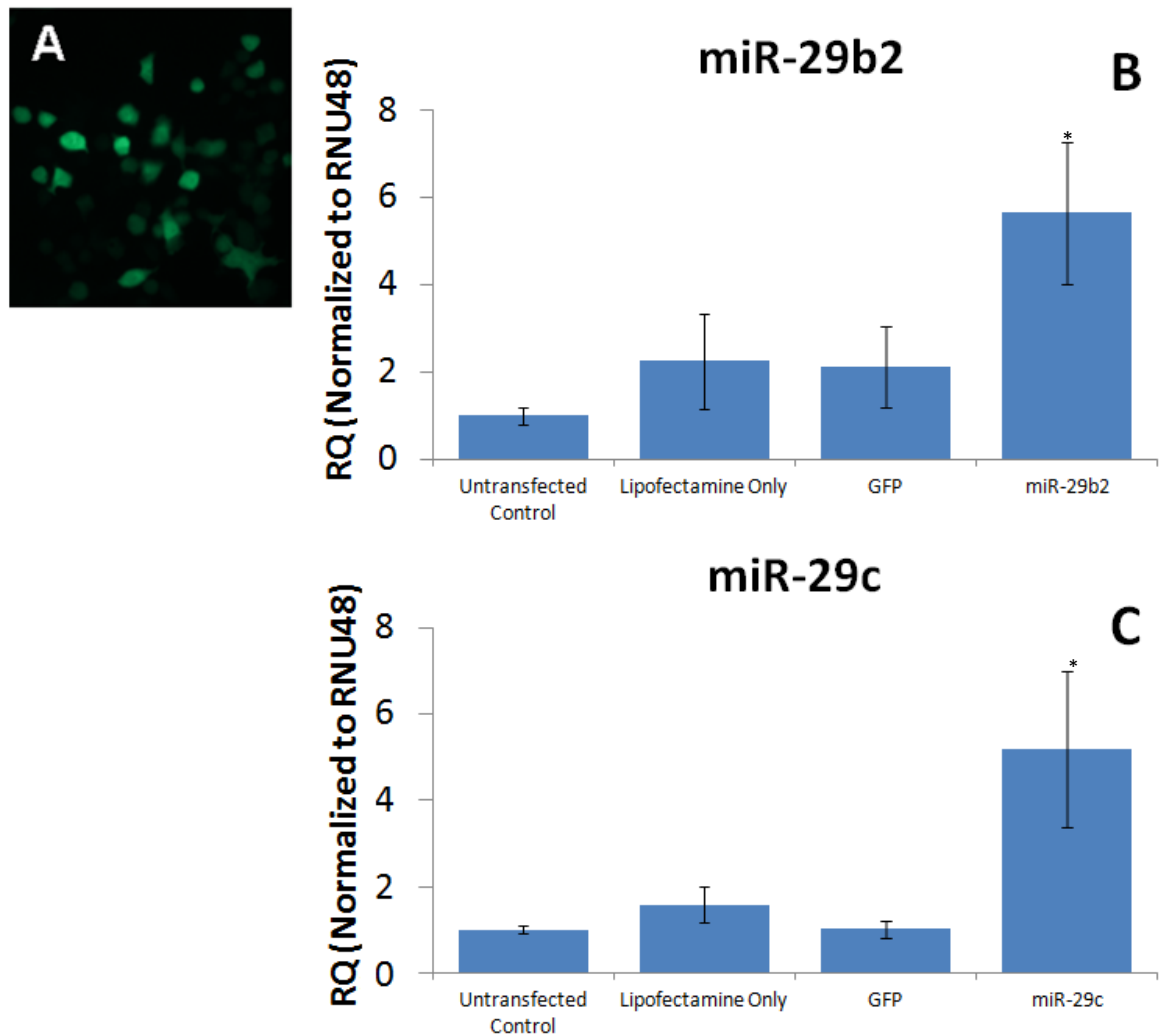 A
miR-29b2
B
RQ (Normalized to RNU48)
8
6
4
2
0
*
Untransfected
Control
Lipofectamine Only
GFP
miR-29b2
miR-29c
C
RQ (Normalized to RNU48)
8
6
4
2
0
*
Untransfected
Control
Lipofectamine Only
GFP
miR-29c